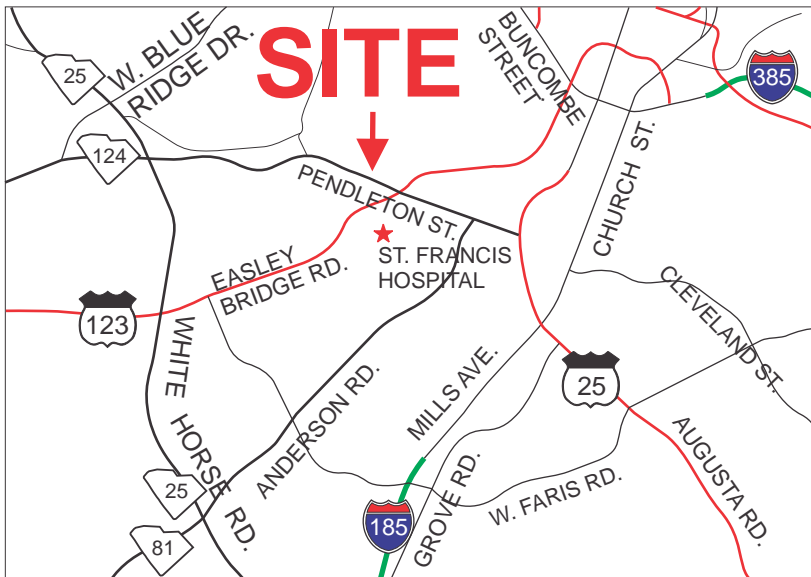 25
W. BLUE
RIDGE DR.
SITE
BUNCOMBE
STREET
385
124
PENDLETON ST.
CHURCH ST.
ST. FRANCIS
HOSPITAL
EASLEY
BRIDGE RD.
CLEVELAND ST.
123
WHITE HORSE RD.
ANDERSON RD.
MILLS AVE.
25
AUGUSTA RD.
25
GROVE RD.
W. FARIS RD.
185
81